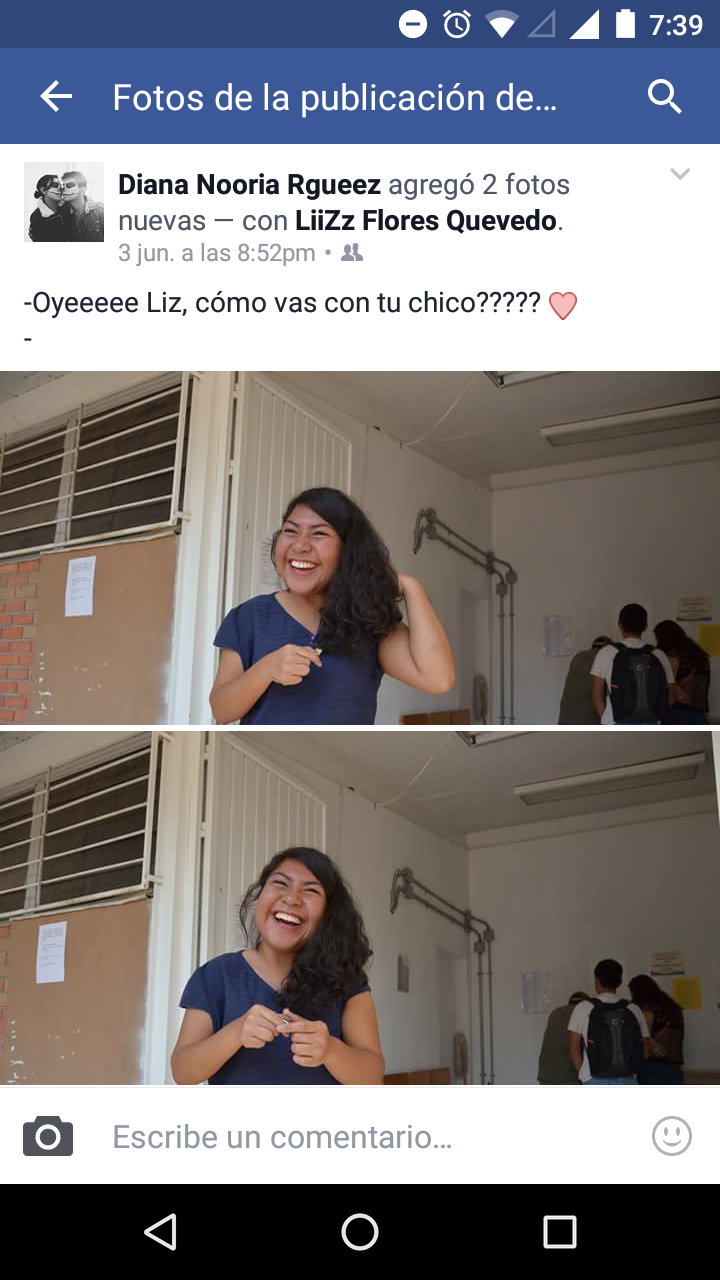 7:39
Fotos de la publicación de...
Diana Nooria Rgueez agregó 2 fotos
nuevas — con LiiZz Flores Quevedo.
3 jun. a las 8:52pm •
-Oyeeeee Liz, cómo vas con tu chico?????
-
Escribe un comentario...